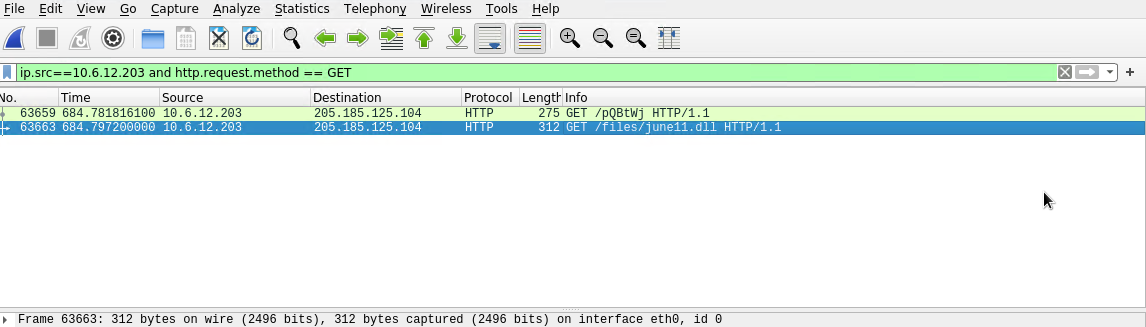 File Edit View Go Capture Analyze Statistics Telephony Wireless Tools Help
ip.src==10.6.12.203 and http.request.method == GET
No. Time Source Destination Protocol Length Info
63659 684.781816100 10.6.12.203 205.185.125.104 HTTP 275 GET /pQBtWj HTTP/1.1
63663 684.797200000 10.6.12.203 205.185.125.104 HTTP 312 GET /files/june11.dll HTTP/1.1
Frame 63663: 312 bytes on wire (2496 bits), 312 bytes captured (2496 bits) on interface eth0, id 0